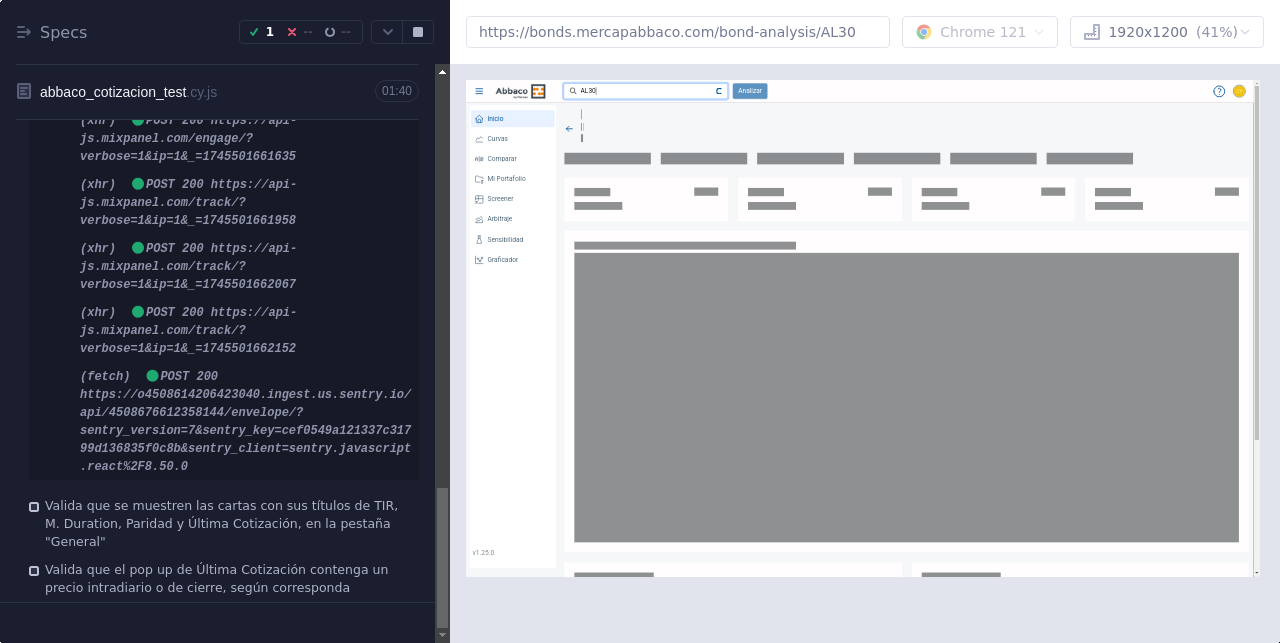 Specs
1
--
--
https://bonds.mercapabbaco.com/bond-analysis/AL30
Chrome 121
1920x1200 (41%)
abbaco_cotizacion_test.cy.js
01:40
(xhr) POST 200 https://api-
js.mixpanel.com/engage/?
verbose=1&ip=1&_=1745501661635
(xhr) POST 200 https://api-
js.mixpanel.com/track/?
verbose=1&ip=1&_=1745501661958
(xhr) POST 200 https://api-
js.mixpanel.com/track/?
verbose=1&ip=1&_=1745501662067
(xhr) POST 200 https://api-
js.mixpanel.com/track/?
verbose=1&ip=1&_=1745501662152
(fetch) POST 200
https://o4508614206423040.ingest.us.sentry.io/
api/4508676612358144/envelope/?
sentry_version=7&sentry_key=cef0549a121337c317
99d136835f0c8b&sentry_client=sentry.javascript
.react%2F8.50.0
Valida que se muestren las cartas con sus títulos de TIR,
M. Duration, Paridad y Última Cotización, en la pestaña
"General"
Valida que el pop up de Última Cotización contenga un
precio intradiario o de cierre, según corresponda
Abbaco
AL30
Analizar
?
Inicio
Curvas
Comparar
Mi Portafolio
Screener
Arbitraje
Sensibilidad
Graficador
v1.25.0